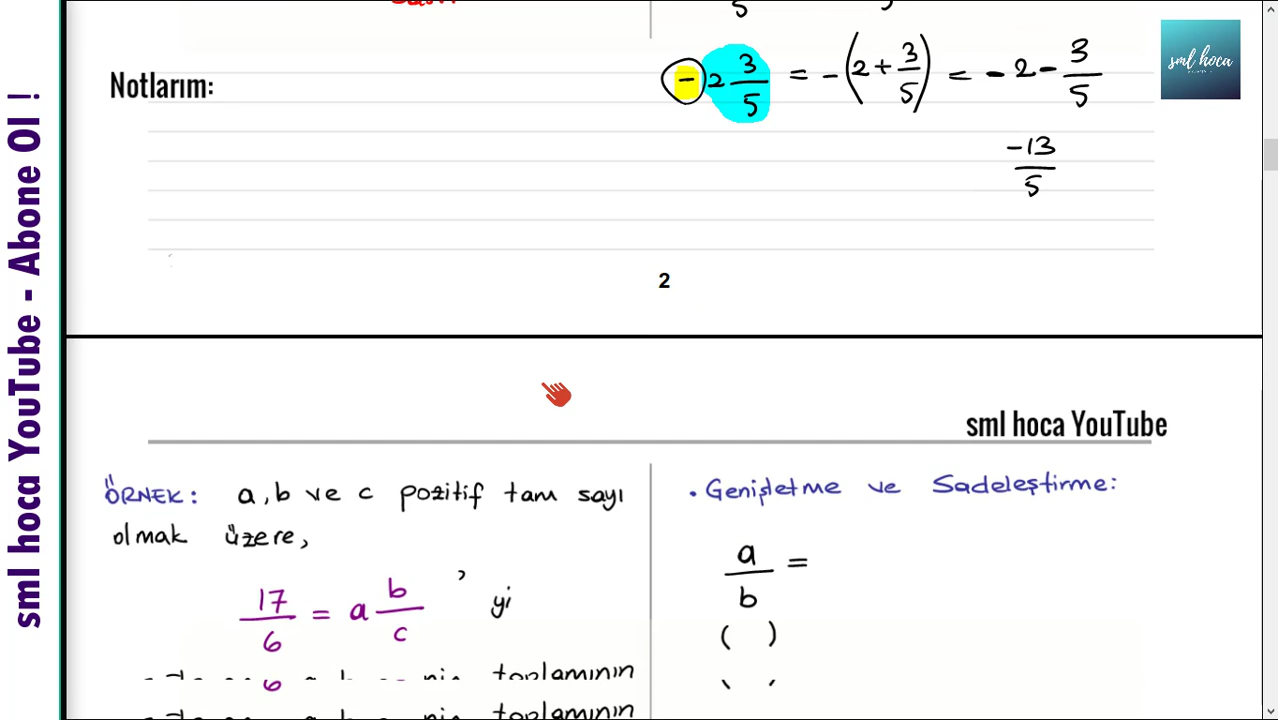 sml hoca YouTube - Abone Ol !
sml hoca
Notlarım:
- 2 3/5 = -(2 + 3/5) = -2 - 3/5
-13/5
2
sml hoca YouTube
ÖRNEK: a, b ve c pozitif tam sayı
olmak üzere,
17/6 = a b/c 'yi
toplamının
toplamının
• Genişletme ve Sadeleştirme:
a/b =
( )